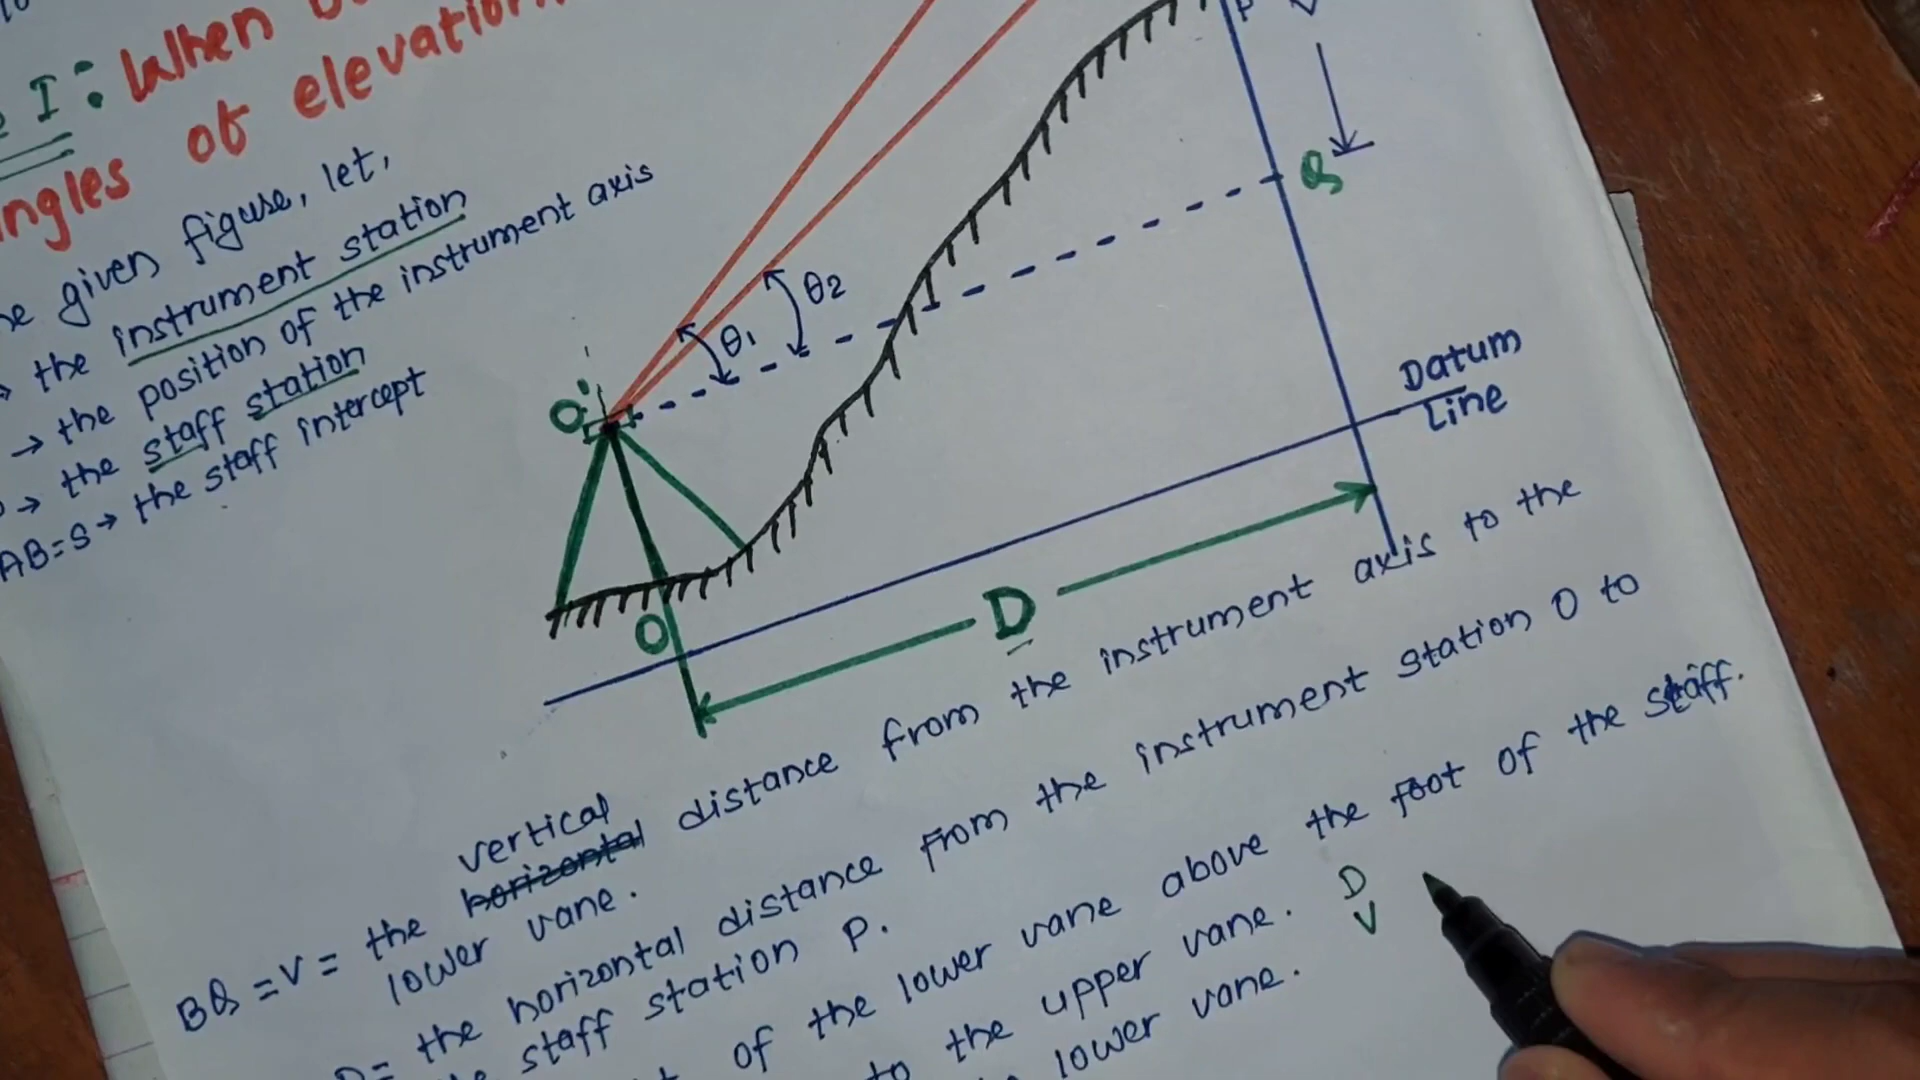 I: When
angles of elevation
given figure, let,
the instrument station
→ the position of the instrument axis
→ the staff station
AB=S→ the staff intercept
P
V
Q
θ2
θ1
O'
Datum
Line
O
D
vertical
BQ = V = the horizontal distance from the instrument axis to the
lower vane.
D= the horizontal distance from the instrument station O to
staff station P.
of the lower vane above the foot of the staff.
to the upper vane.
lower vane.
D
V